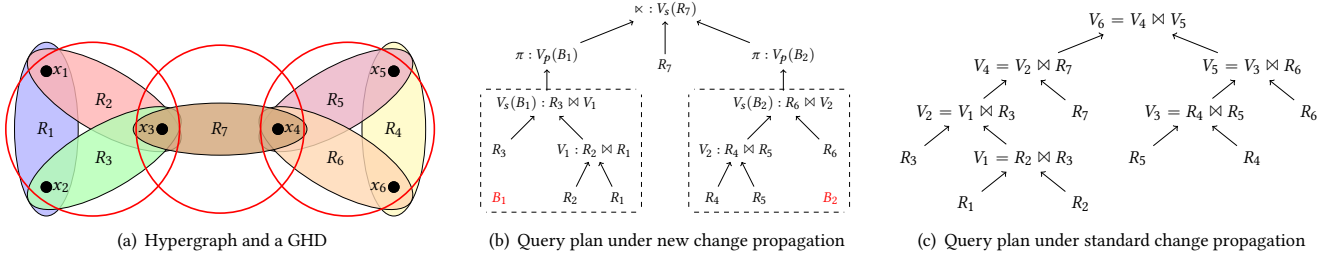 x1
x5
R2
R5
R1
x3
R7
x4
R4
R3
R6
x2
x6
(a) Hypergraph and a GHD
⋉ : Vs(R7)
π : Vp(B1)
R7
π : Vp(B2)
Vs(B1) : R3 ⋈ V1
Vs(B2) : R6 ⋈ V2
R3
V1 : R2 ⋈ R1
V2 : R4 ⋈ R5
R6
B1
R2
R1
R4
R5
B2
(b) Query plan under new change propagation
V6 = V4 ⋈ V5
V4 = V2 ⋈ R7
V5 = V3 ⋈ R6
V2 = V1 ⋈ R3
R7
V3 = R4 ⋈ R5
R6
R3
V1 = R2 ⋈ R3
R5
R4
R1
R2
(c) Query plan under standard change propagation